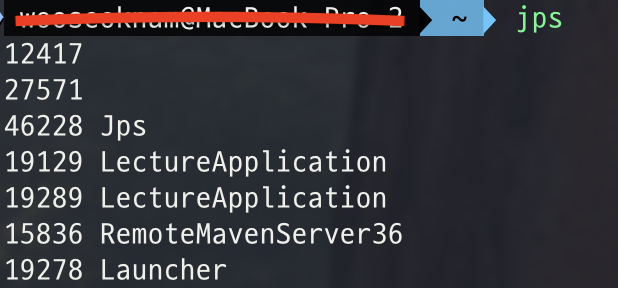 ~ jps
12417
27571
46228 Jps
19129 LectureApplication
19289 LectureApplication
15836 RemoteMavenServer36
19278 Launcher